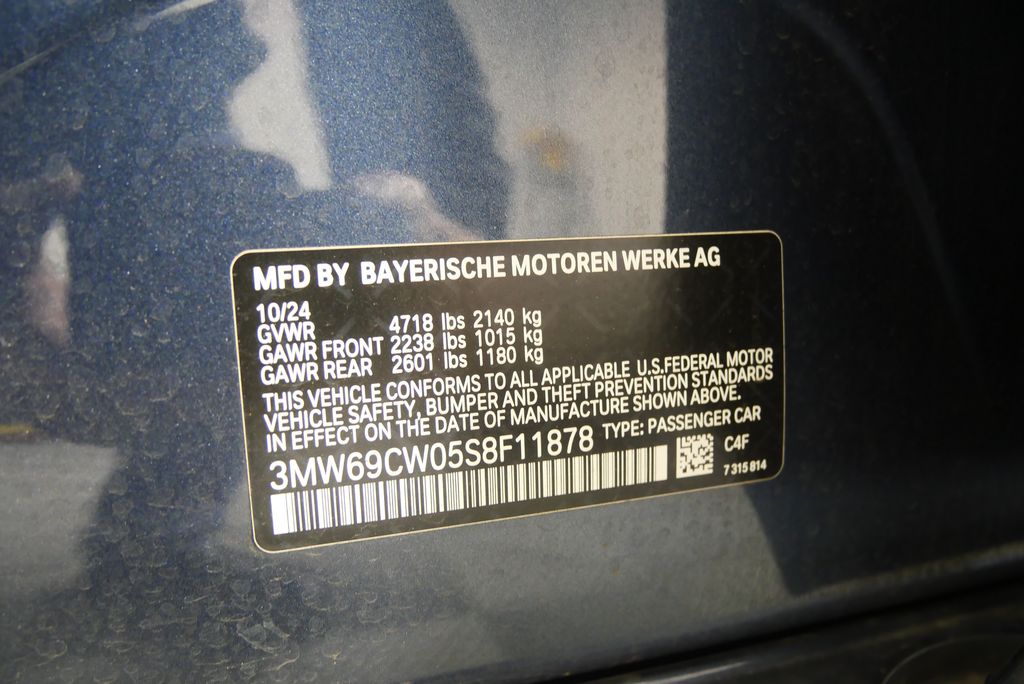 MFD BY BAYERISCHE MOTOREN WERKE AG
10/24
GVWR 4718 lbs 2140 kg
GAWR FRONT 2238 lbs 1015 kg
GAWR REAR 2601 lbs 1180 kg
THIS VEHICLE CONFORMS TO ALL APPLICABLE U.S.FEDERAL MOTOR
VEHICLE SAFETY, BUMPER AND THEFT PREVENTION STANDARDS
IN EFFECT ON THE DATE OF MANUFACTURE SHOWN ABOVE.
3MW69CW05S8F11878 TYPE: PASSENGER CAR
C4F
7 315 814